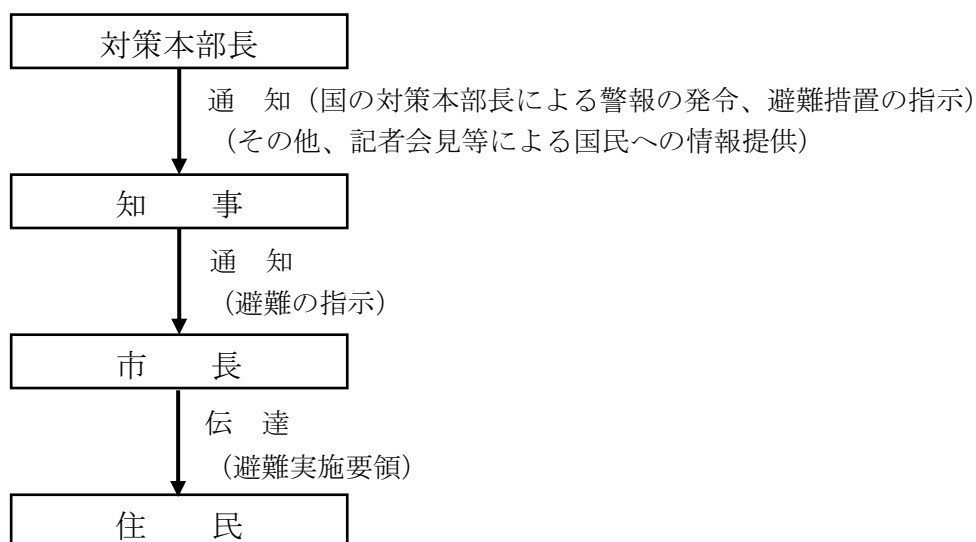 対策本部長
通　知（国の対策本部長による警報の発令、避難措置の指示）
（その他、記者会見等による国民への情報提供）
知　　事
通　知
（避難の指示）
市　　長
伝　達
（避難実施要領）
住　　民